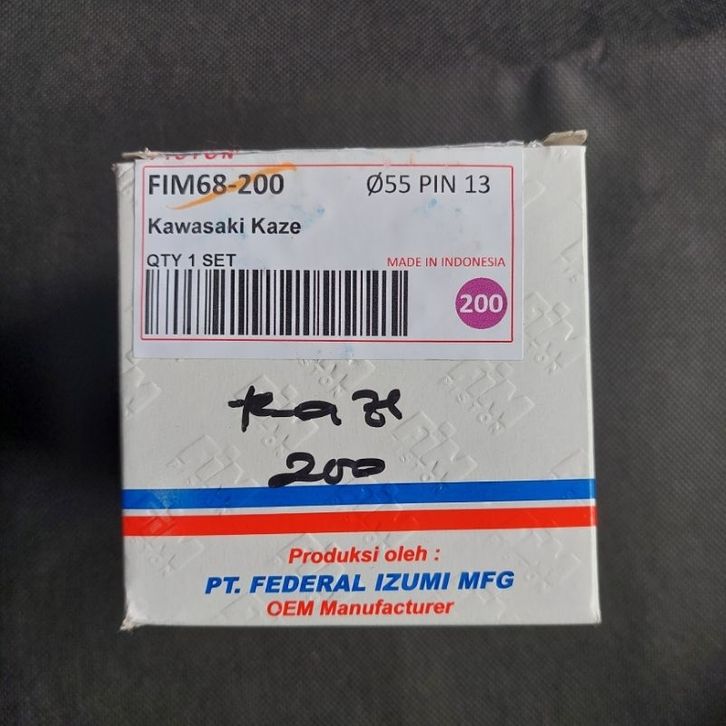 FIM68-200 Ø55 PIN 13
Kawasaki Kaze
QTY 1 SET MADE IN INDONESIA
200
200
Produksi oleh :
PT. FEDERAL IZUMI MFG
OEM Manufacturer